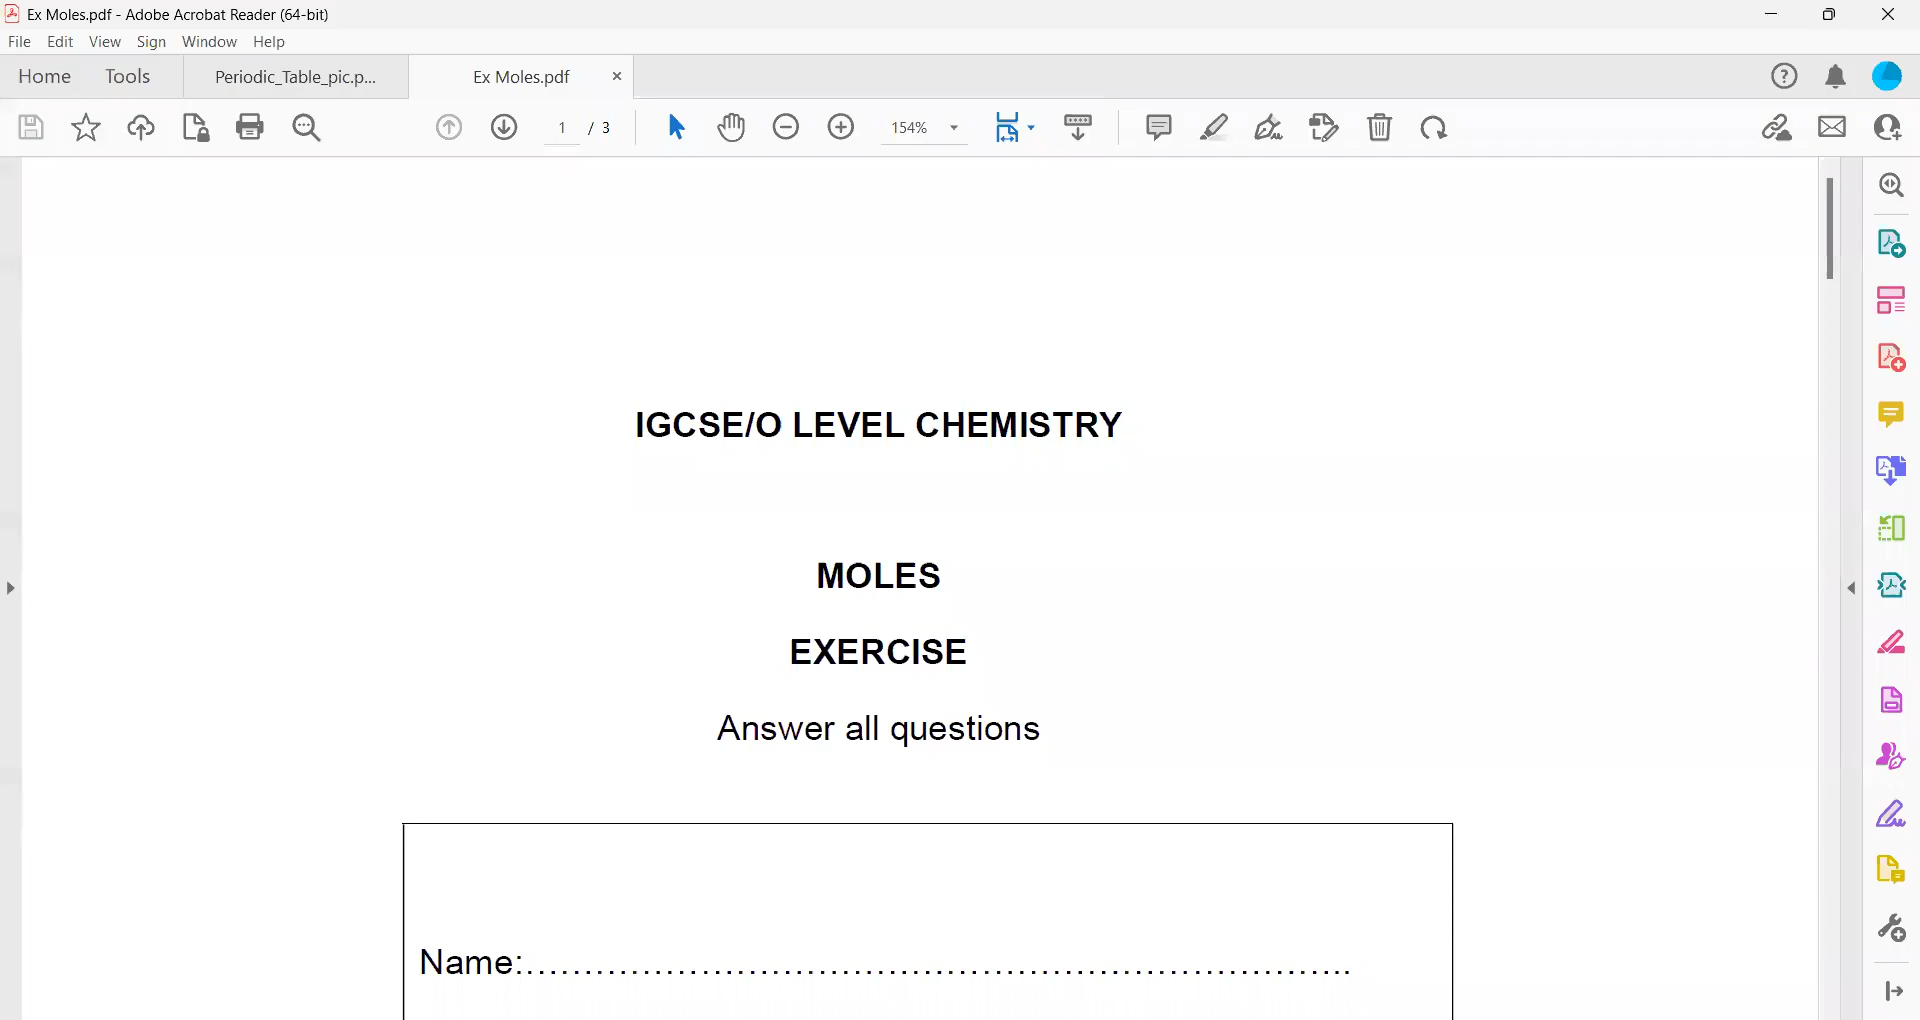 Ex Moles.pdf - Adobe Acrobat Reader (64-bit)
File Edit View Sign Window Help
Home Tools Periodic_Table_pic.p... Ex Moles.pdf
1 / 3 154%
IGCSE/O LEVEL CHEMISTRY
MOLES
EXERCISE
Answer all questions
Name:……………………………………………………………….